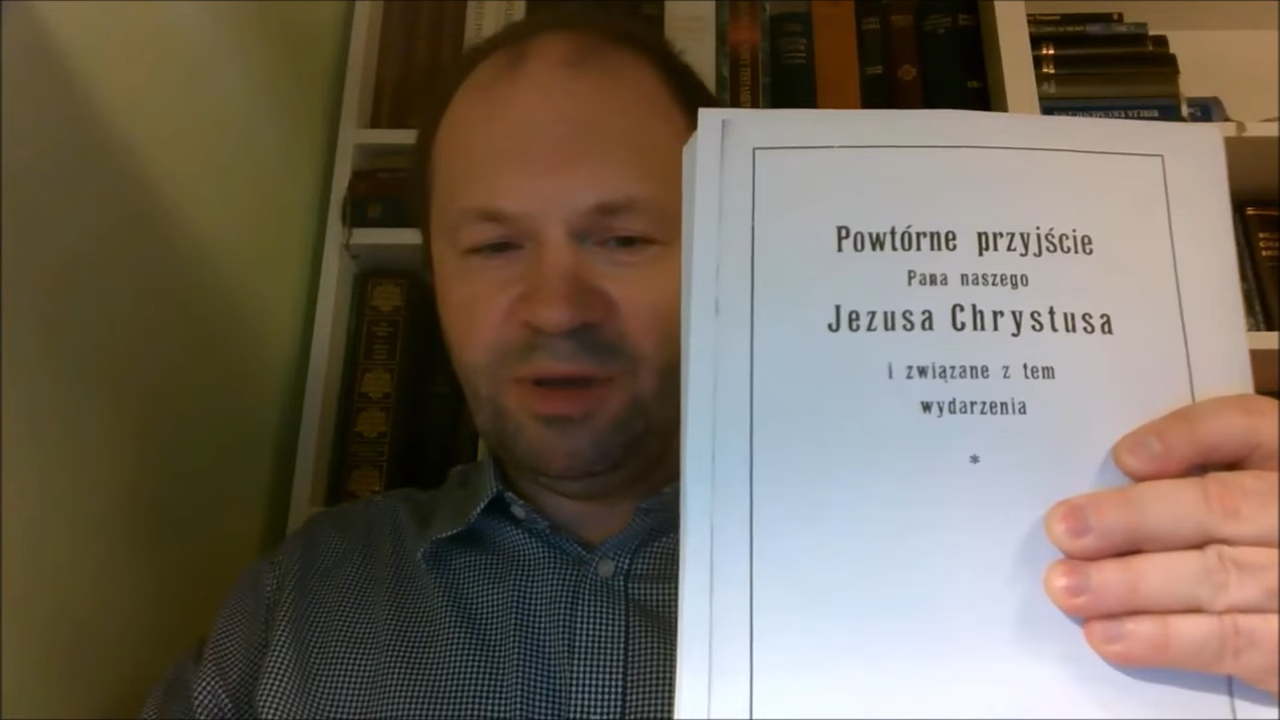 Powtórne przyjście
Pana naszego
Jezusa Chrystusa
i związane z tem
wydarzenia
*